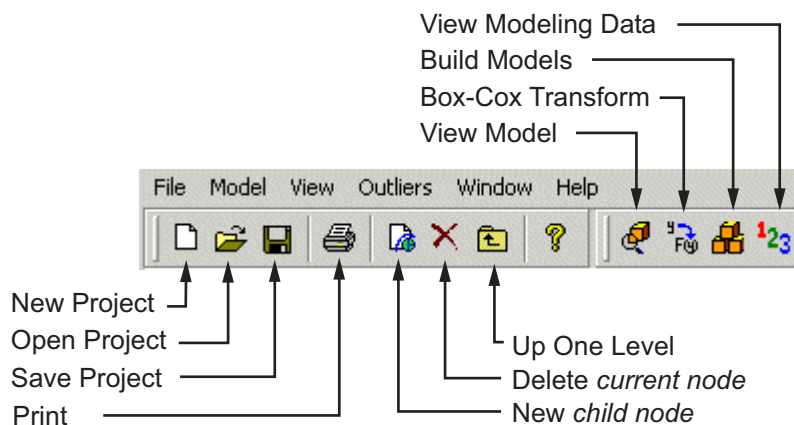 View Modeling Data
Build Models
Box-Cox Transform
View Model
File Model View Outliers Window Help
y F(y) 123
New Project
Open Project
Save Project
Print
Up One Level
Delete current node
New child node